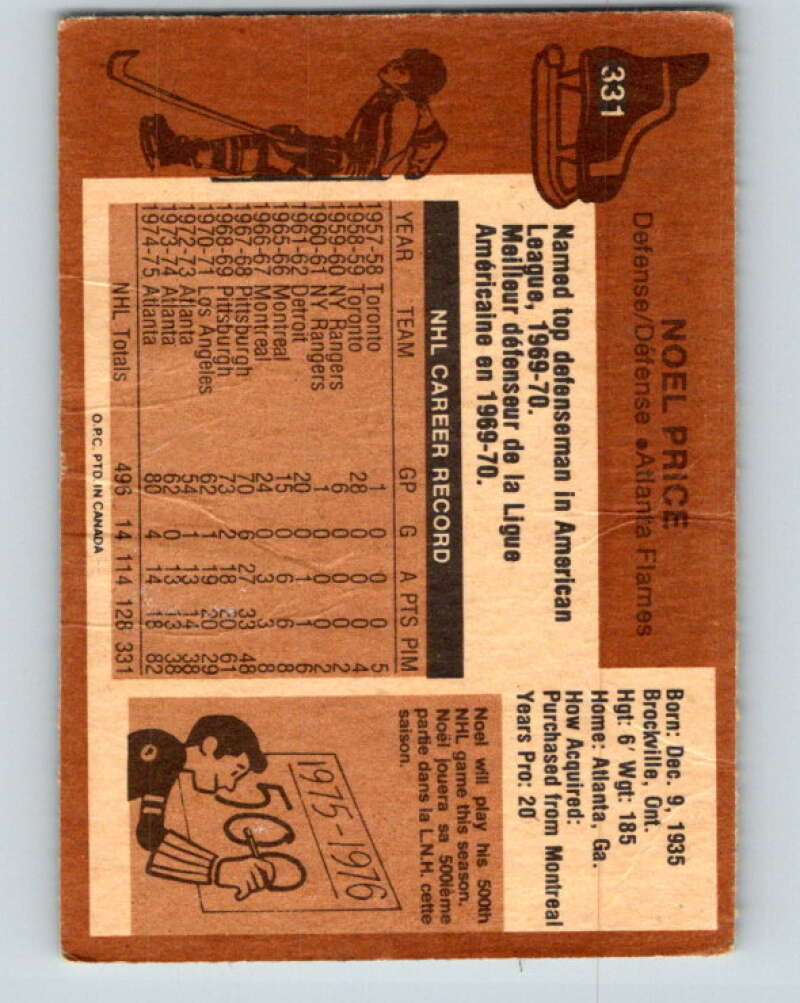 331
NOEL PRICE
Defense/Défense • Atlanta Flames
Named top defenseman in American
League, 1969-70.
Meilleur défenseur de la Ligue
Américaine en 1969-70.
Born: Dec. 9, 1935
Brockville, Ont.
Hgt: 6' Wgt: 185
Home: Atlanta, Ga.
How Acquired:
Purchased from Montreal
Years Pro: 20
NHL CAREER RECORD
YEAR TEAM GP G A PTS PIM
1957-58 Toronto 1 0 0 0 5
1958-59 Toronto 28 0 0 0 4
1959-60 NY Rangers 6 0 0 0 2
1960-61 NY Rangers 1 0 0 0 2
1961-62 Detroit 20 0 1 1 6
1965-66 Montreal 15 0 6 6 8
1966-67 Montreal 24 0 3 3 8
1967-68 Pittsburgh 70 6 27 33 48
1968-69 Pittsburgh 73 2 18 20 61
1970-71 Los Angeles 62 1 19 20 29
1972-73 Atlanta 54 1 13 14 38
1973-74 Atlanta 62 0 13 13 38
1974-75 Atlanta 80 4 14 18 82
NHL Totals 496 14 114 128 331
O.P.C. PTD. IN CANADA
Noel will play his 500th
NHL game this season.
Noël jouera sa 500ième
partie dans la L.N.H. cette
saison.
1975-1976
500